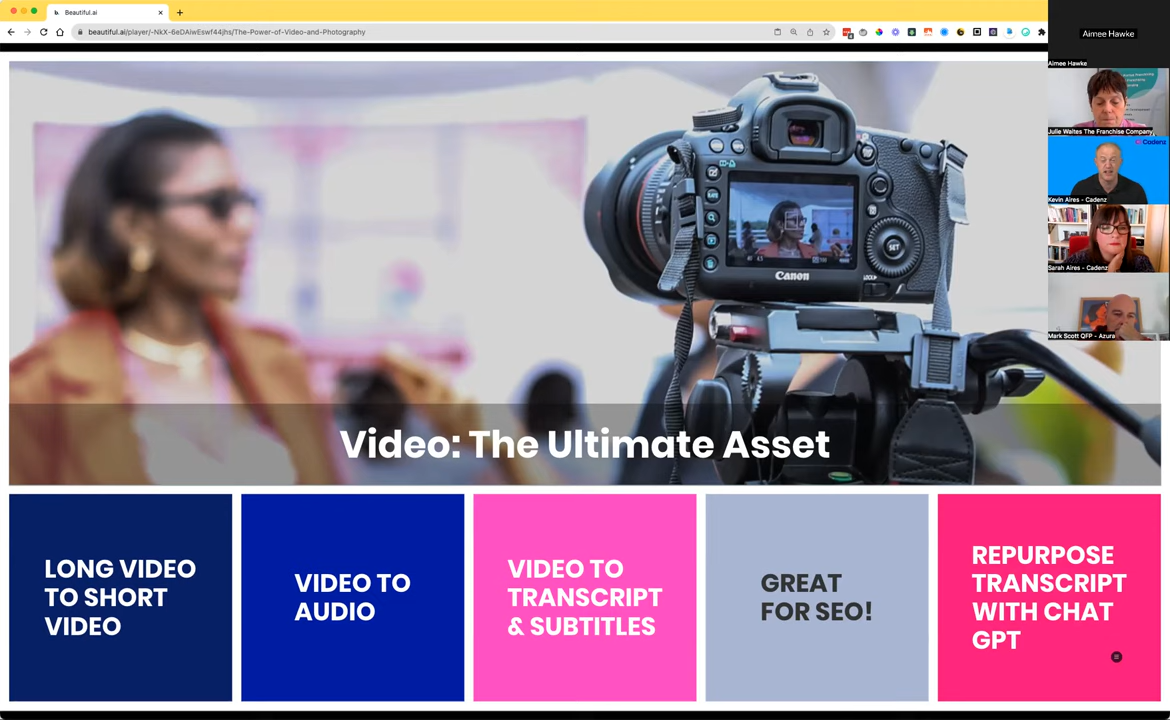 Beautiful.ai
beautiful.ai/player/-NkX-6eDAiwEswf44jhs/The-Power-of-Video-and-Photography
Aimee Hawke
Aimee Hawke
Julie Waites The Franchise Company
Cadenz
Kevin Aires - Cadenz
Sarah Aires - Cadenz
Mark Scott QFP - Azura
SET
LOCK
Canon
Video: The Ultimate Asset
LONG VIDEO
TO SHORT
VIDEO
VIDEO TO
AUDIO
VIDEO TO
TRANSCRIPT
& SUBTITLES
GREAT
FOR SEO!
REPURPOSE
TRANSCRIPT
WITH CHAT
GPT